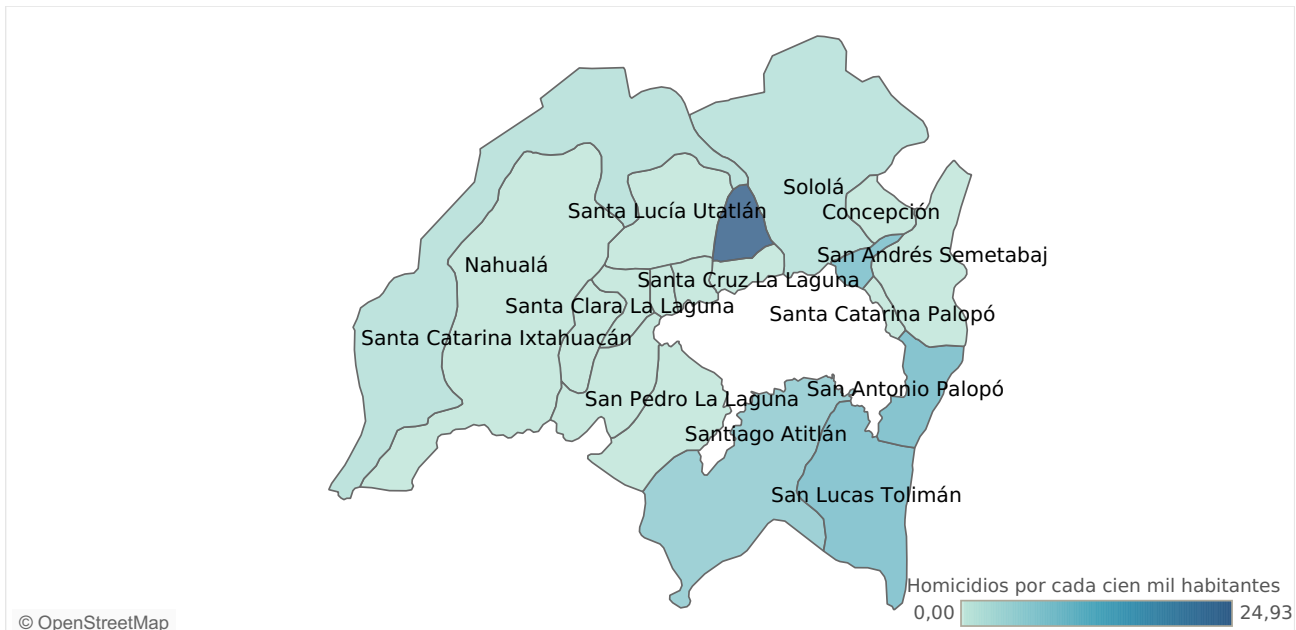 Sololá
Santa Lucía Utatlán
Concepción
San Andrés Semetabaj
Nahualá
Santa Cruz La Laguna
Santa Clara La Laguna
Santa Catarina Palopó
Santa Catarina Ixtahuacán
San Antonio Palopó
San Pedro La Laguna
Santiago Atitlán
San Lucas Tolimán
Homicidios por cada cien mil habitantes
0,00
24,93
© OpenStreetMap